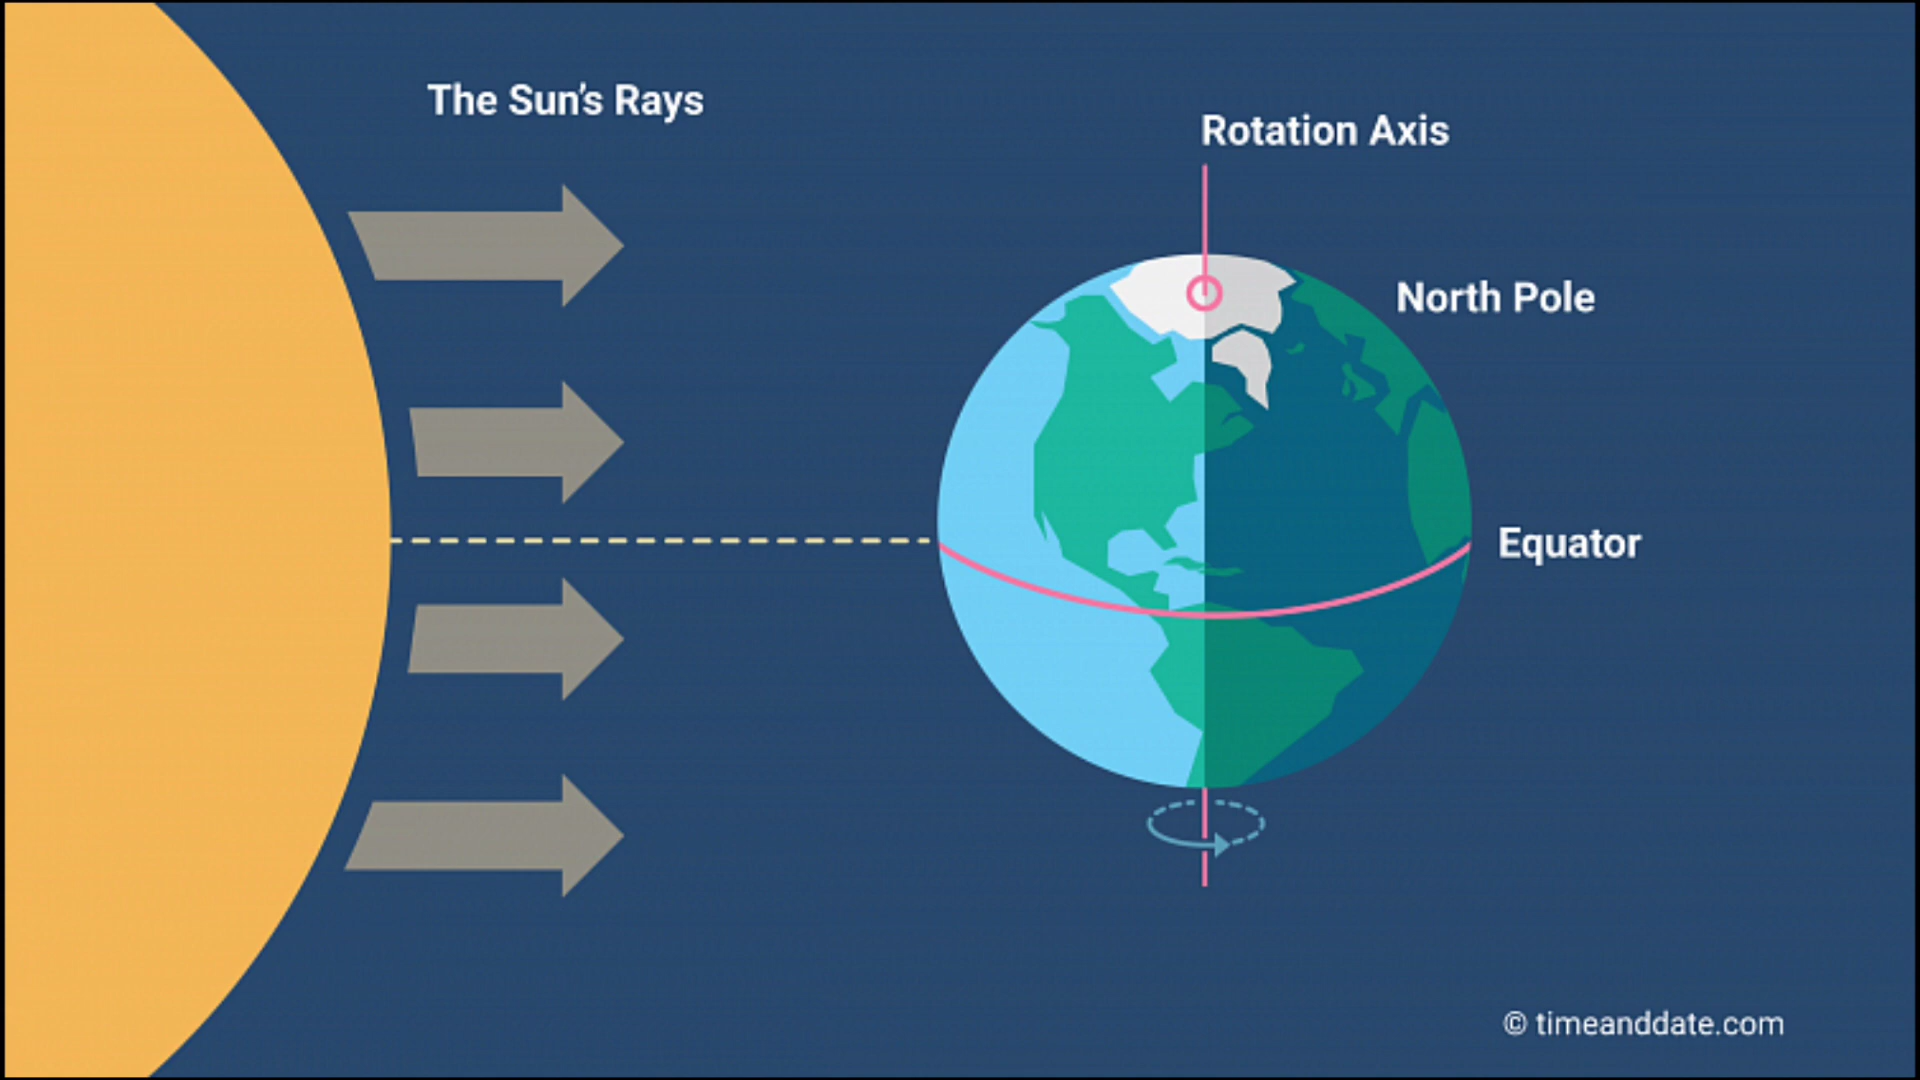 The Sun’s Rays
Rotation Axis
North Pole
Equator
© timeanddate.com